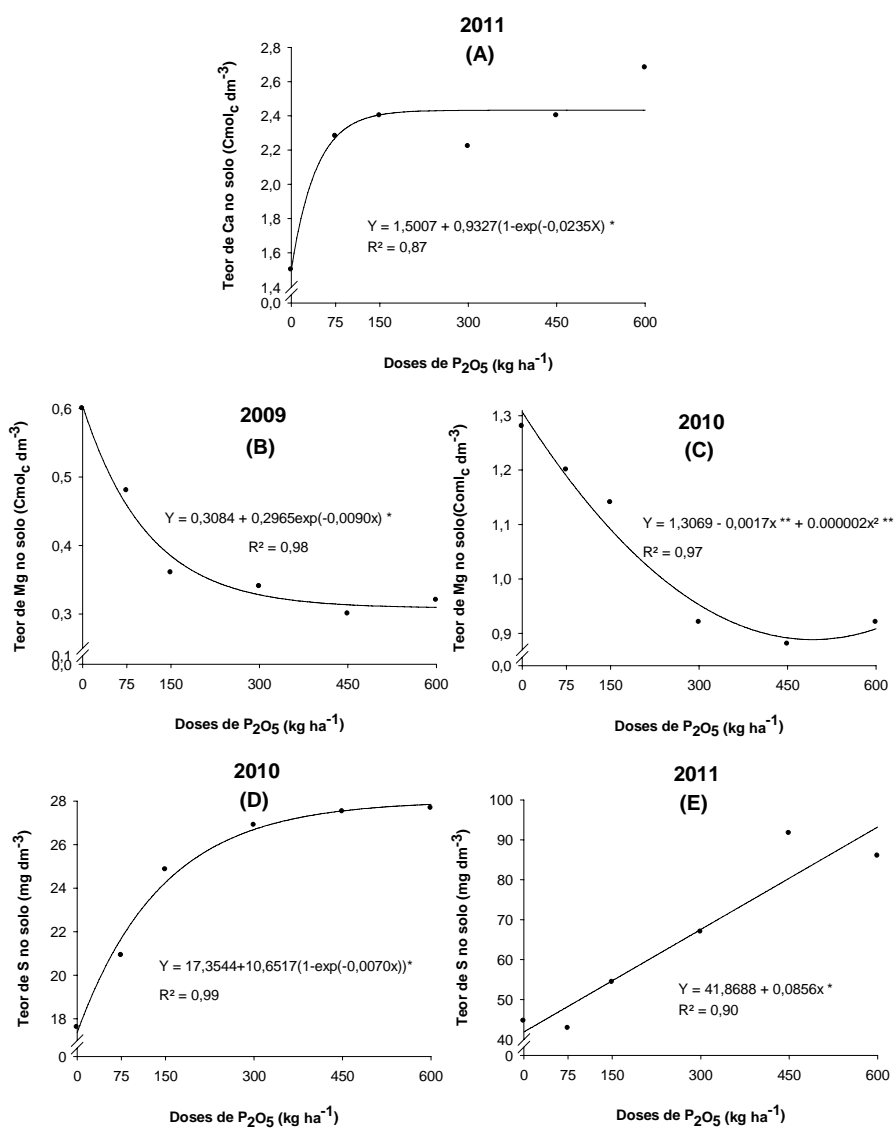 2011
(A)
Teor de Ca no solo (Cmolc dm-3)
2,8
2,6
2,4
2,2
2,0
1,8
1,6
1,4
0,0
Y = 1,5007 + 0,9327(1-exp(-0,0235X) *
R² = 0,87
0 75 150 300 450 600
Doses de P2O5 (kg ha-1)
2009
(B)
Teor de Mg no solo (Cmolc dm-3)
0,6
0,5
0,4
0,3
0,1
0,0
Y = 0,3084 + 0,2965exp(-0,0090x) *
R² = 0,98
0 75 150 300 450 600
Doses de P2O5 (kg ha-1)
2010
(C)
Teor de Mg no solo(Comlc dm-3)
1,3
1,2
1,1
1,0
0,9
0,0
Y = 1,3069 - 0,0017x ** + 0.000002x² **
R² = 0,97
0 75 150 300 450 600
Doses de P2O5 (kg ha-1)
2010
(D)
Teor de S no solo (mg dm-3)
28
26
24
22
20
18
0
Y = 17,3544+10,6517(1-exp(-0,0070x))*
R² = 0,99
0 75 150 300 450 600
Doses de P2O5 (kg ha-1)
2011
(E)
Teor de S no solo (mg dm-3)
100
90
80
70
60
50
40
0
Y = 41,8688 + 0,0856x *
R² = 0,90
0 75 150 300 450 600
Doses de P2O5 (kg ha-1)